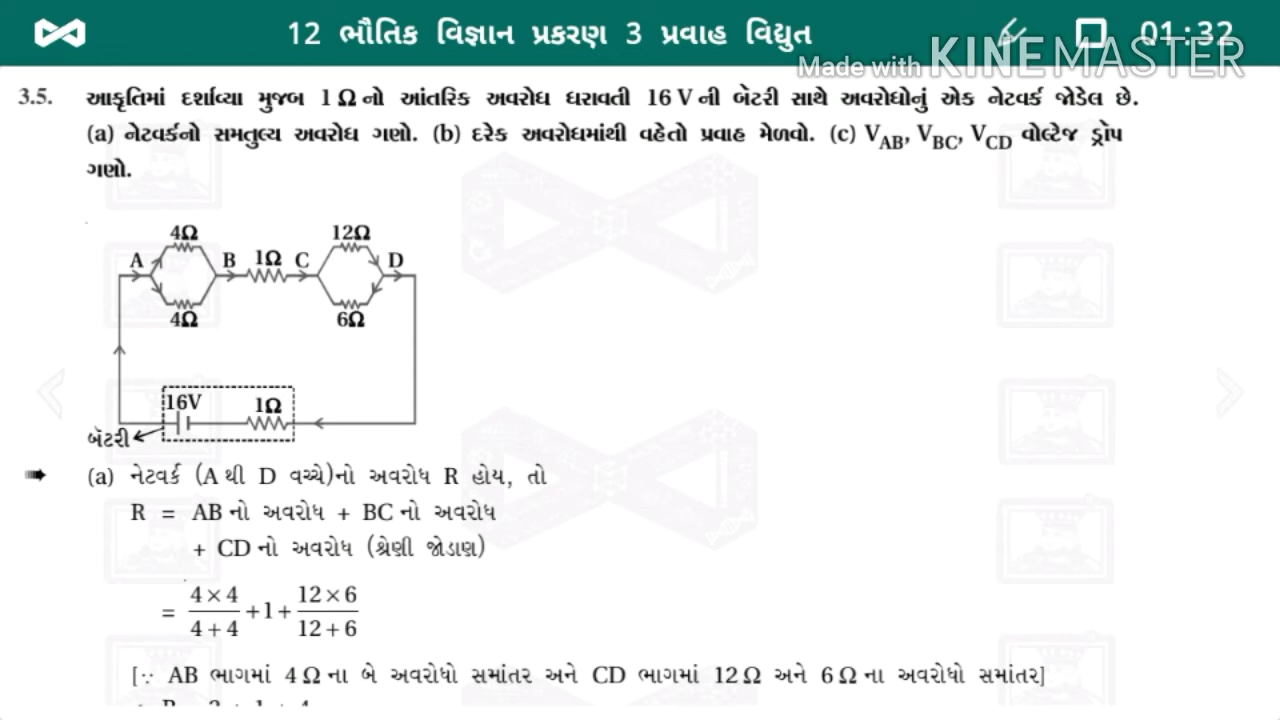 12 ભૌતિક વિજ્ઞાન પ્રકરણ 3 પ્રવાહ વિદ્યુત
01:32
Made with KINEMASTER
3.5. આકૃતિમાં દર્શાવ્યા મુજબ 1 Ω નો આંતરિક અવરોધ ધરાવતી 16 V ની બૅટરી સાથે અવરોધોનું એક નેટવર્ક જોડેલ છે.
(a) નેટવર્કનો સમતુલ્ય અવરોધ ગણો. (b) દરેક અવરોધમાંથી વહેતો પ્રવાહ મેળવો. (c) V_AB, V_BC, V_CD વોલ્ટેજ ડ્રૉપ
ગણો.
4Ω 12Ω
A B 1Ω C D
4Ω 6Ω
16V 1Ω
બૅટરી
➠ (a) નેટવર્ક (A થી D વચ્ચે)નો અવરોધ R હોય, તો
R = AB નો અવરોધ + BC નો અવરોધ
+ CD નો અવરોધ (શ્રેણી જોડાણ)
= (4 × 4)/(4 + 4) + 1 + (12 × 6)/(12 + 6)
[∵ AB ભાગમાં 4 Ω ના બે અવરોધો સમાંતર અને CD ભાગમાં 12 Ω અને 6 Ω ના અવરોધો સમાંતર]